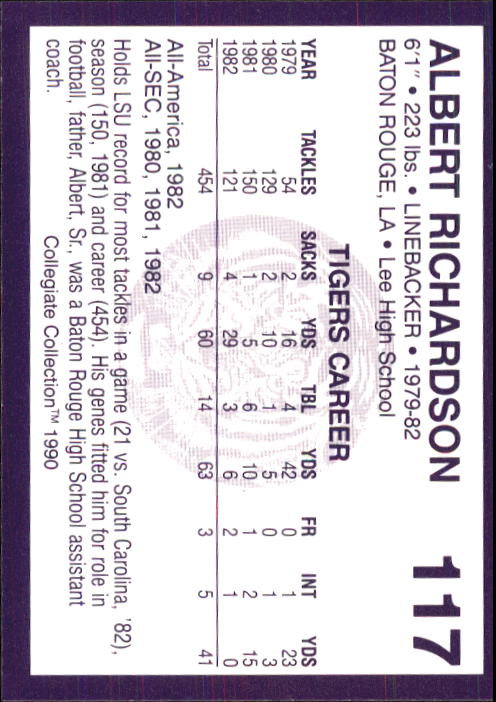 ALBERT RICHARDSON 117
6'1" • 223 lbs. • LINEBACKER • 1979-82
BATON ROUGE, LA • Lee High School
TIGERS CAREER
YEAR TACKLES SACKS YDS TBL YDS FR INT YDS
1979 54 2 16 4 42 0 1 23
1980 129 2 10 1 5 0 1 3
1981 150 1 5 6 10 1 2 15
1982 121 4 29 3 6 2 1 0
Total 454 9 60 14 63 3 5 41
All-America, 1982
All-SEC, 1980, 1981, 1982
Holds LSU record for most tackles in a game (21 vs. South Carolina, '82),
season (150, 1981) and career (454). His genes fitted him for role in
football, father, Albert, Sr., was a Baton Rouge High School assistant
coach.
Collegiate Collection™ 1990